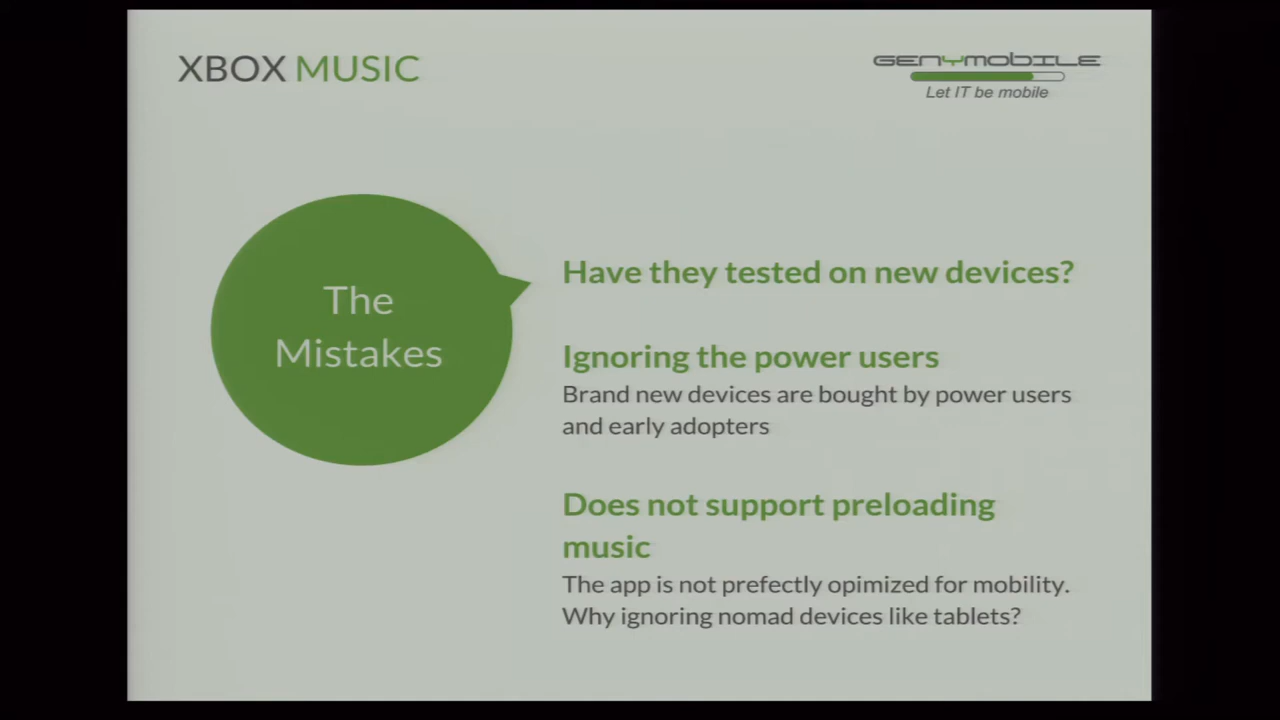 XBOX MUSIC
GENYMOBILE
Let IT be mobile
The
Mistakes
Have they tested on new devices?
Ignoring the power users
Brand new devices are bought by power users
and early adopters
Does not support preloading
music
The app is not prefectly opimized for mobility.
Why ignoring nomad devices like tablets?